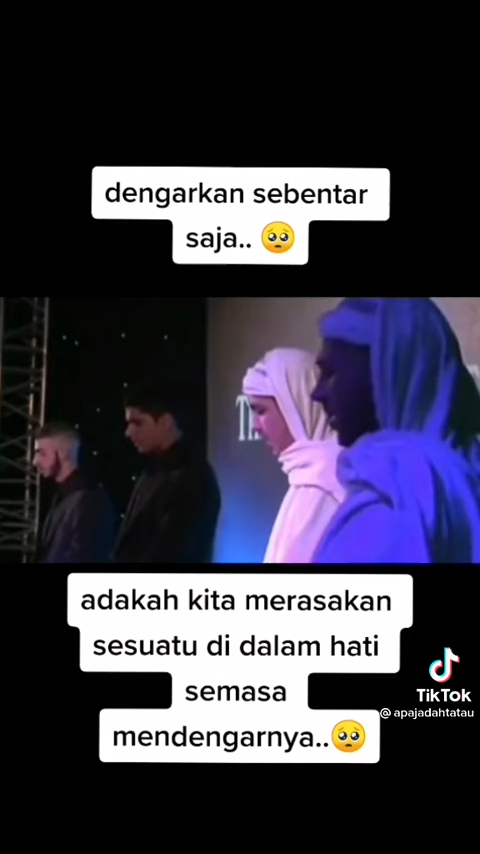 dengarkan sebentar
saja.. 🥺
adakah kita merasakan
sesuatu di dalam hati
semasa
mendengarnya..🥺
TikTok
@ apajadahtatau